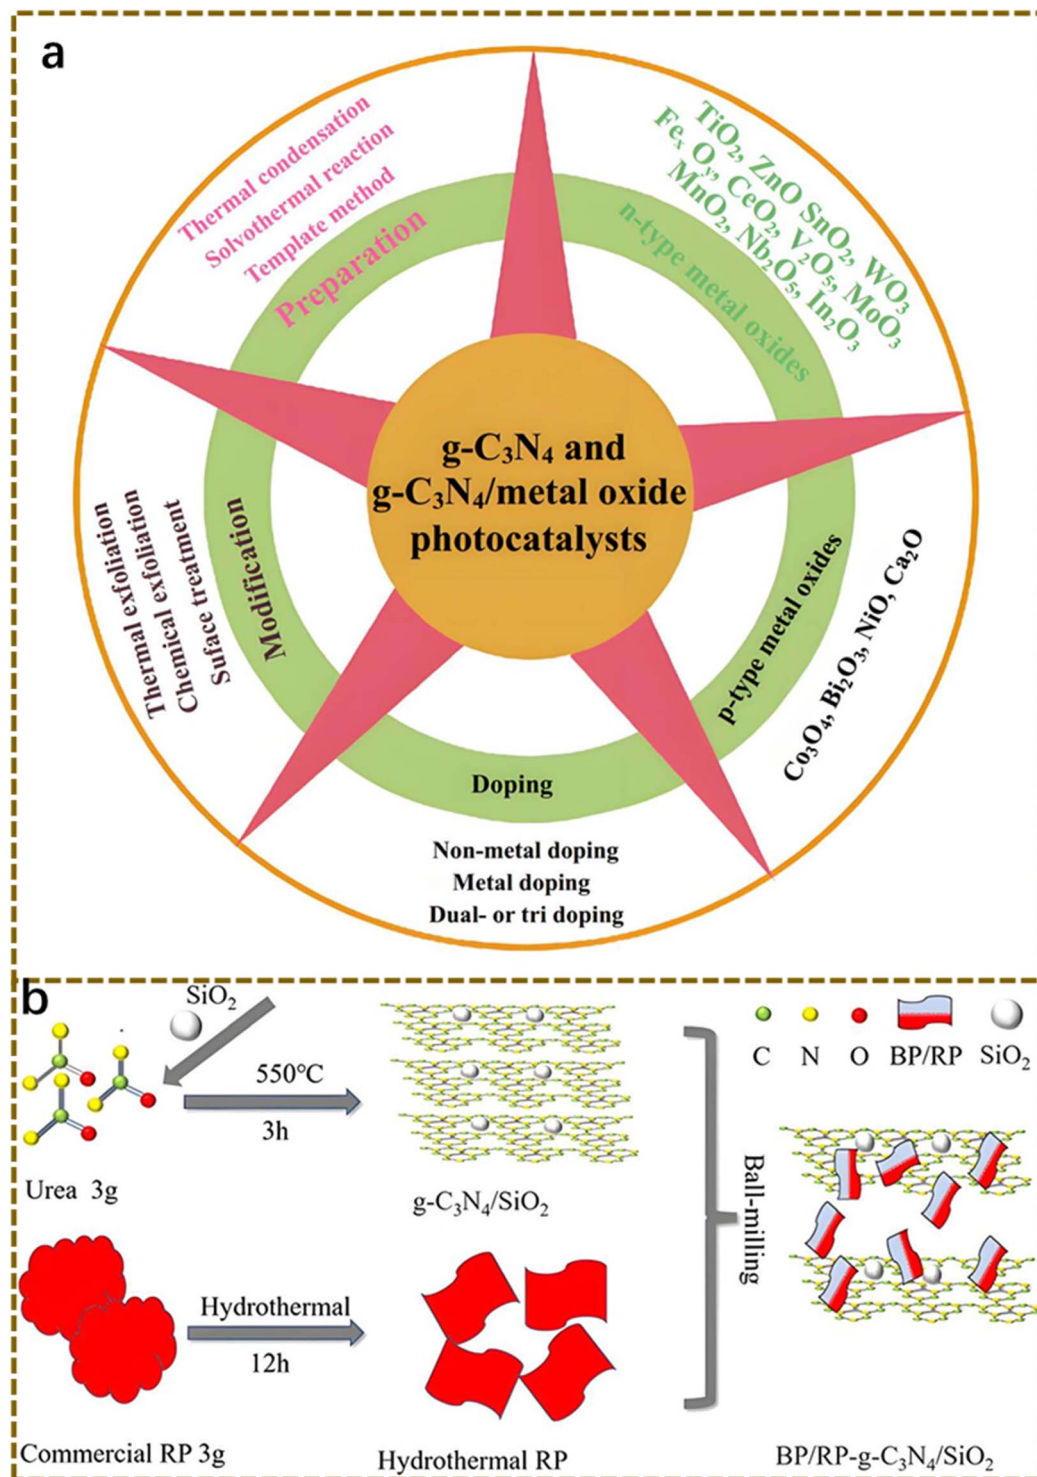 a
Thermal condensation
Solvothermal reaction
Template method
Preparation
TiO₂, ZnO SnO₂, WO₃
FeₓO_y, CeO₂, V₂O₅, MoO₃
MnO₂, Nb₂O₅, In₂O₃
n-type metal oxides
g-C₃N₄ and
g-C₃N₄/metal oxide
photocatalysts
Thermal exfoliation
Chemical exfoliation
Suface treatment
Modification
p-type metal oxides
Co₃O₄, Bi₂O₃, NiO, Ca₂O
Doping
Non-metal doping
Metal doping
Dual- or tri doping
b
SiO₂
550°C
3h
Urea 3g
g-C₃N₄/SiO₂
C N O BP/RP SiO₂
Ball-milling
Hydrothermal
12h
Commercial RP 3g
Hydrothermal RP
BP/RP-g-C₃N₄/SiO₂